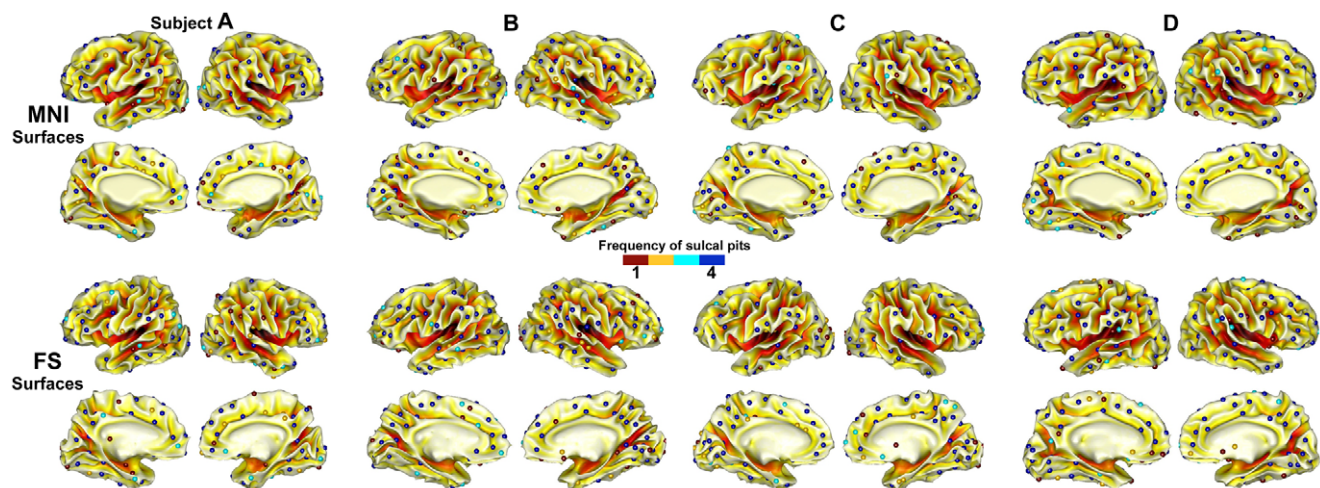 Subject A
B
C
D
MNI
Surfaces
Frequency of sulcal pits
1
4
FS
Surfaces